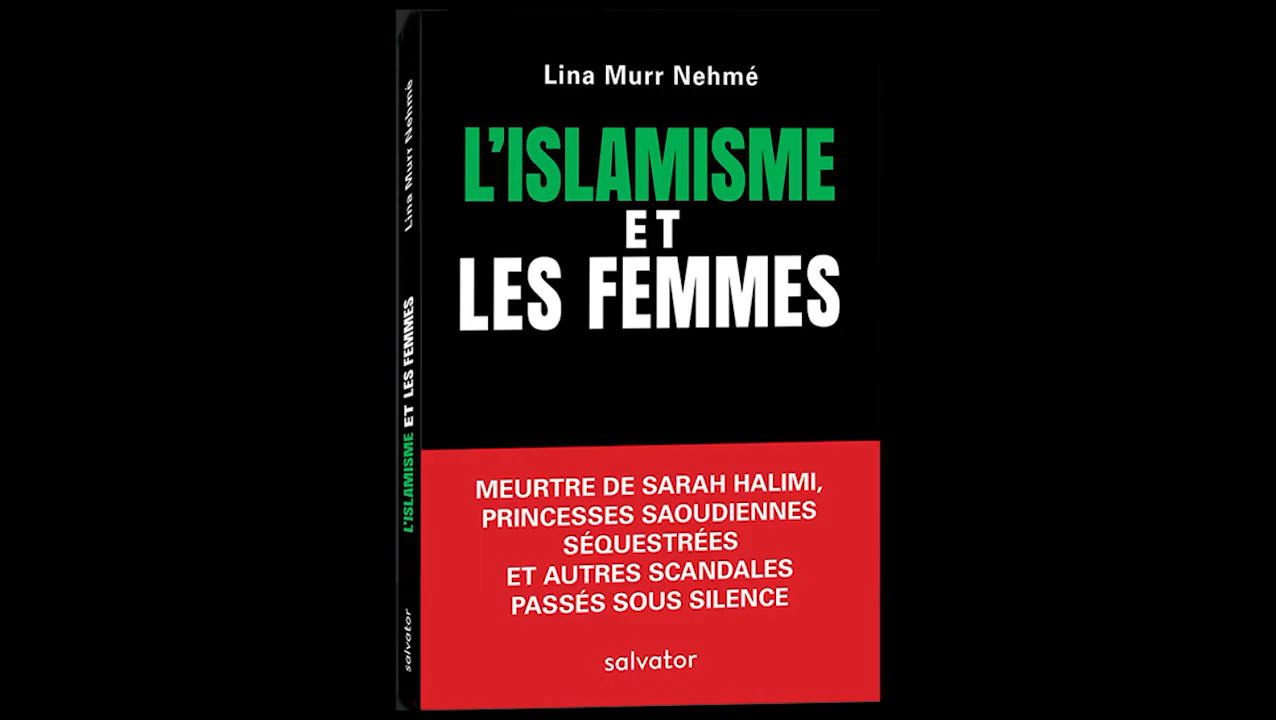 Lina Murr Nehmé
L'ISLAMISME
ET
LES FEMMES
MEURTRE DE SARAH HALIMI,
PRINCESSES SAOUDIENNES
SÉQUESTRÉES
ET AUTRES SCANDALES
PASSÉS SOUS SILENCE
salvator
Lina Murr Nehmé
L'ISLAMISME ET LES FEMMES
salvator